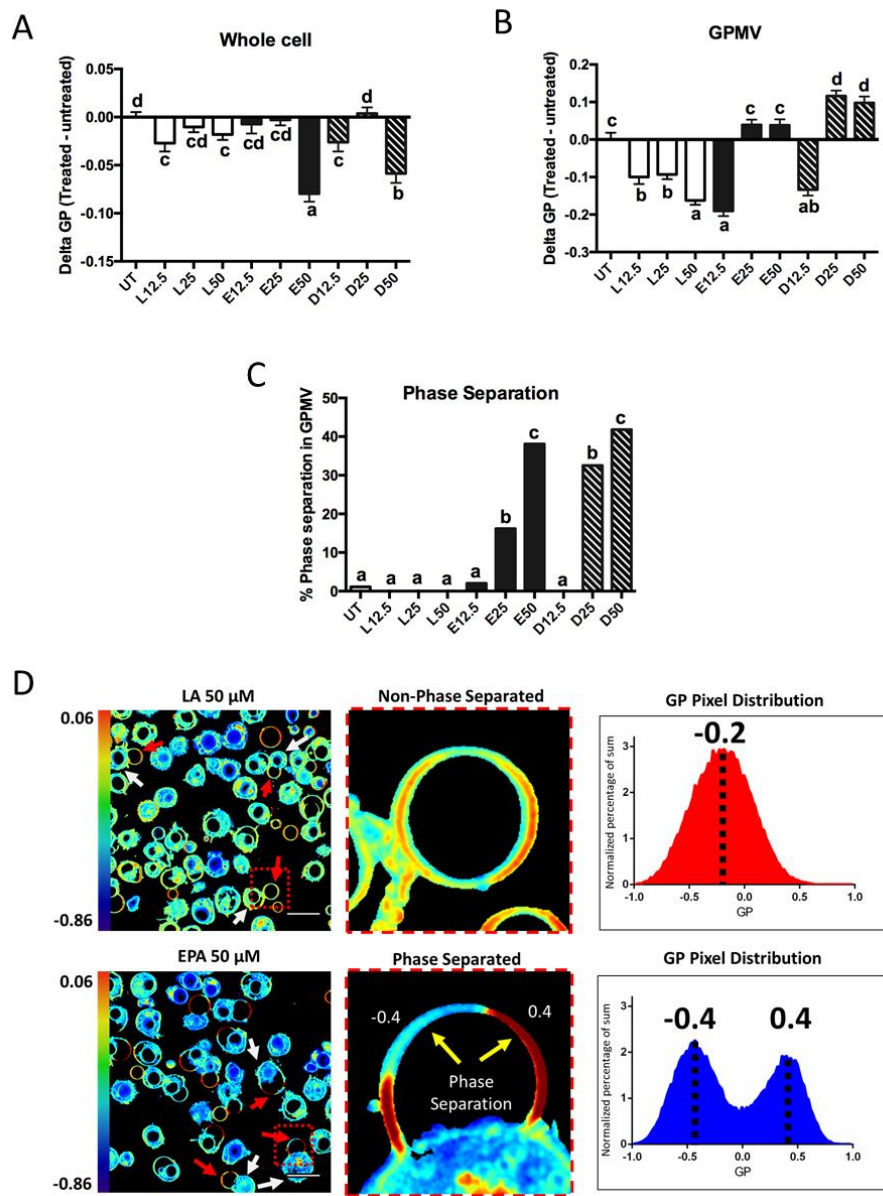 A
Whole cell
Delta GP (Treated - untreated)
0.05
0.00
-0.05
-0.10
-0.15
d
c
cd
c
cd
cd
a
c
d
b
UT
L12.5
L25
L50
E12.5
E25
E50
D12.5
D25
D50
B
GPMV
Delta GP (Treated - untreated)
0.2
0.1
0.0
-0.1
-0.2
-0.3
c
b
b
a
a
c
c
ab
d
d
UT
L12.5
L25
L50
E12.5
E25
E50
D12.5
D25
D50
C
Phase Separation
% Phase separation in GPMV
50
40
30
20
10
0
a
a
a
a
a
b
c
a
b
c
UT
L12.5
L25
L50
E12.5
E25
E50
D12.5
D25
D50
D
LA 50 µM
0.06
-0.86
Non-Phase Separated
GP Pixel Distribution
-0.2
Normalized percentage of sum
3
2
1
0
-1.0 -0.5 0.0 0.5 1.0
GP
EPA 50 µM
0.06
-0.86
Phase Separated
-0.4 0.4
Phase
Separation
GP Pixel Distribution
-0.4 0.4
Normalized percentage of sum
3
2
1
0
-1.0 -0.5 0.0 0.5 1.0
GP